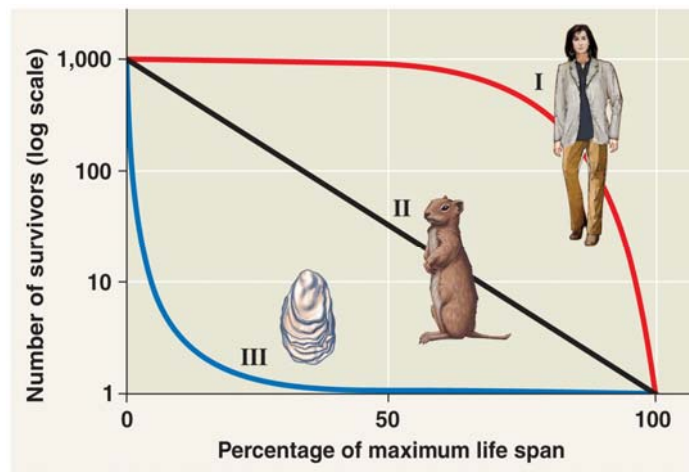 Number of survivors (log scale)
1,000
100
10
1
I
II
III
0
50
100
Percentage of maximum life span